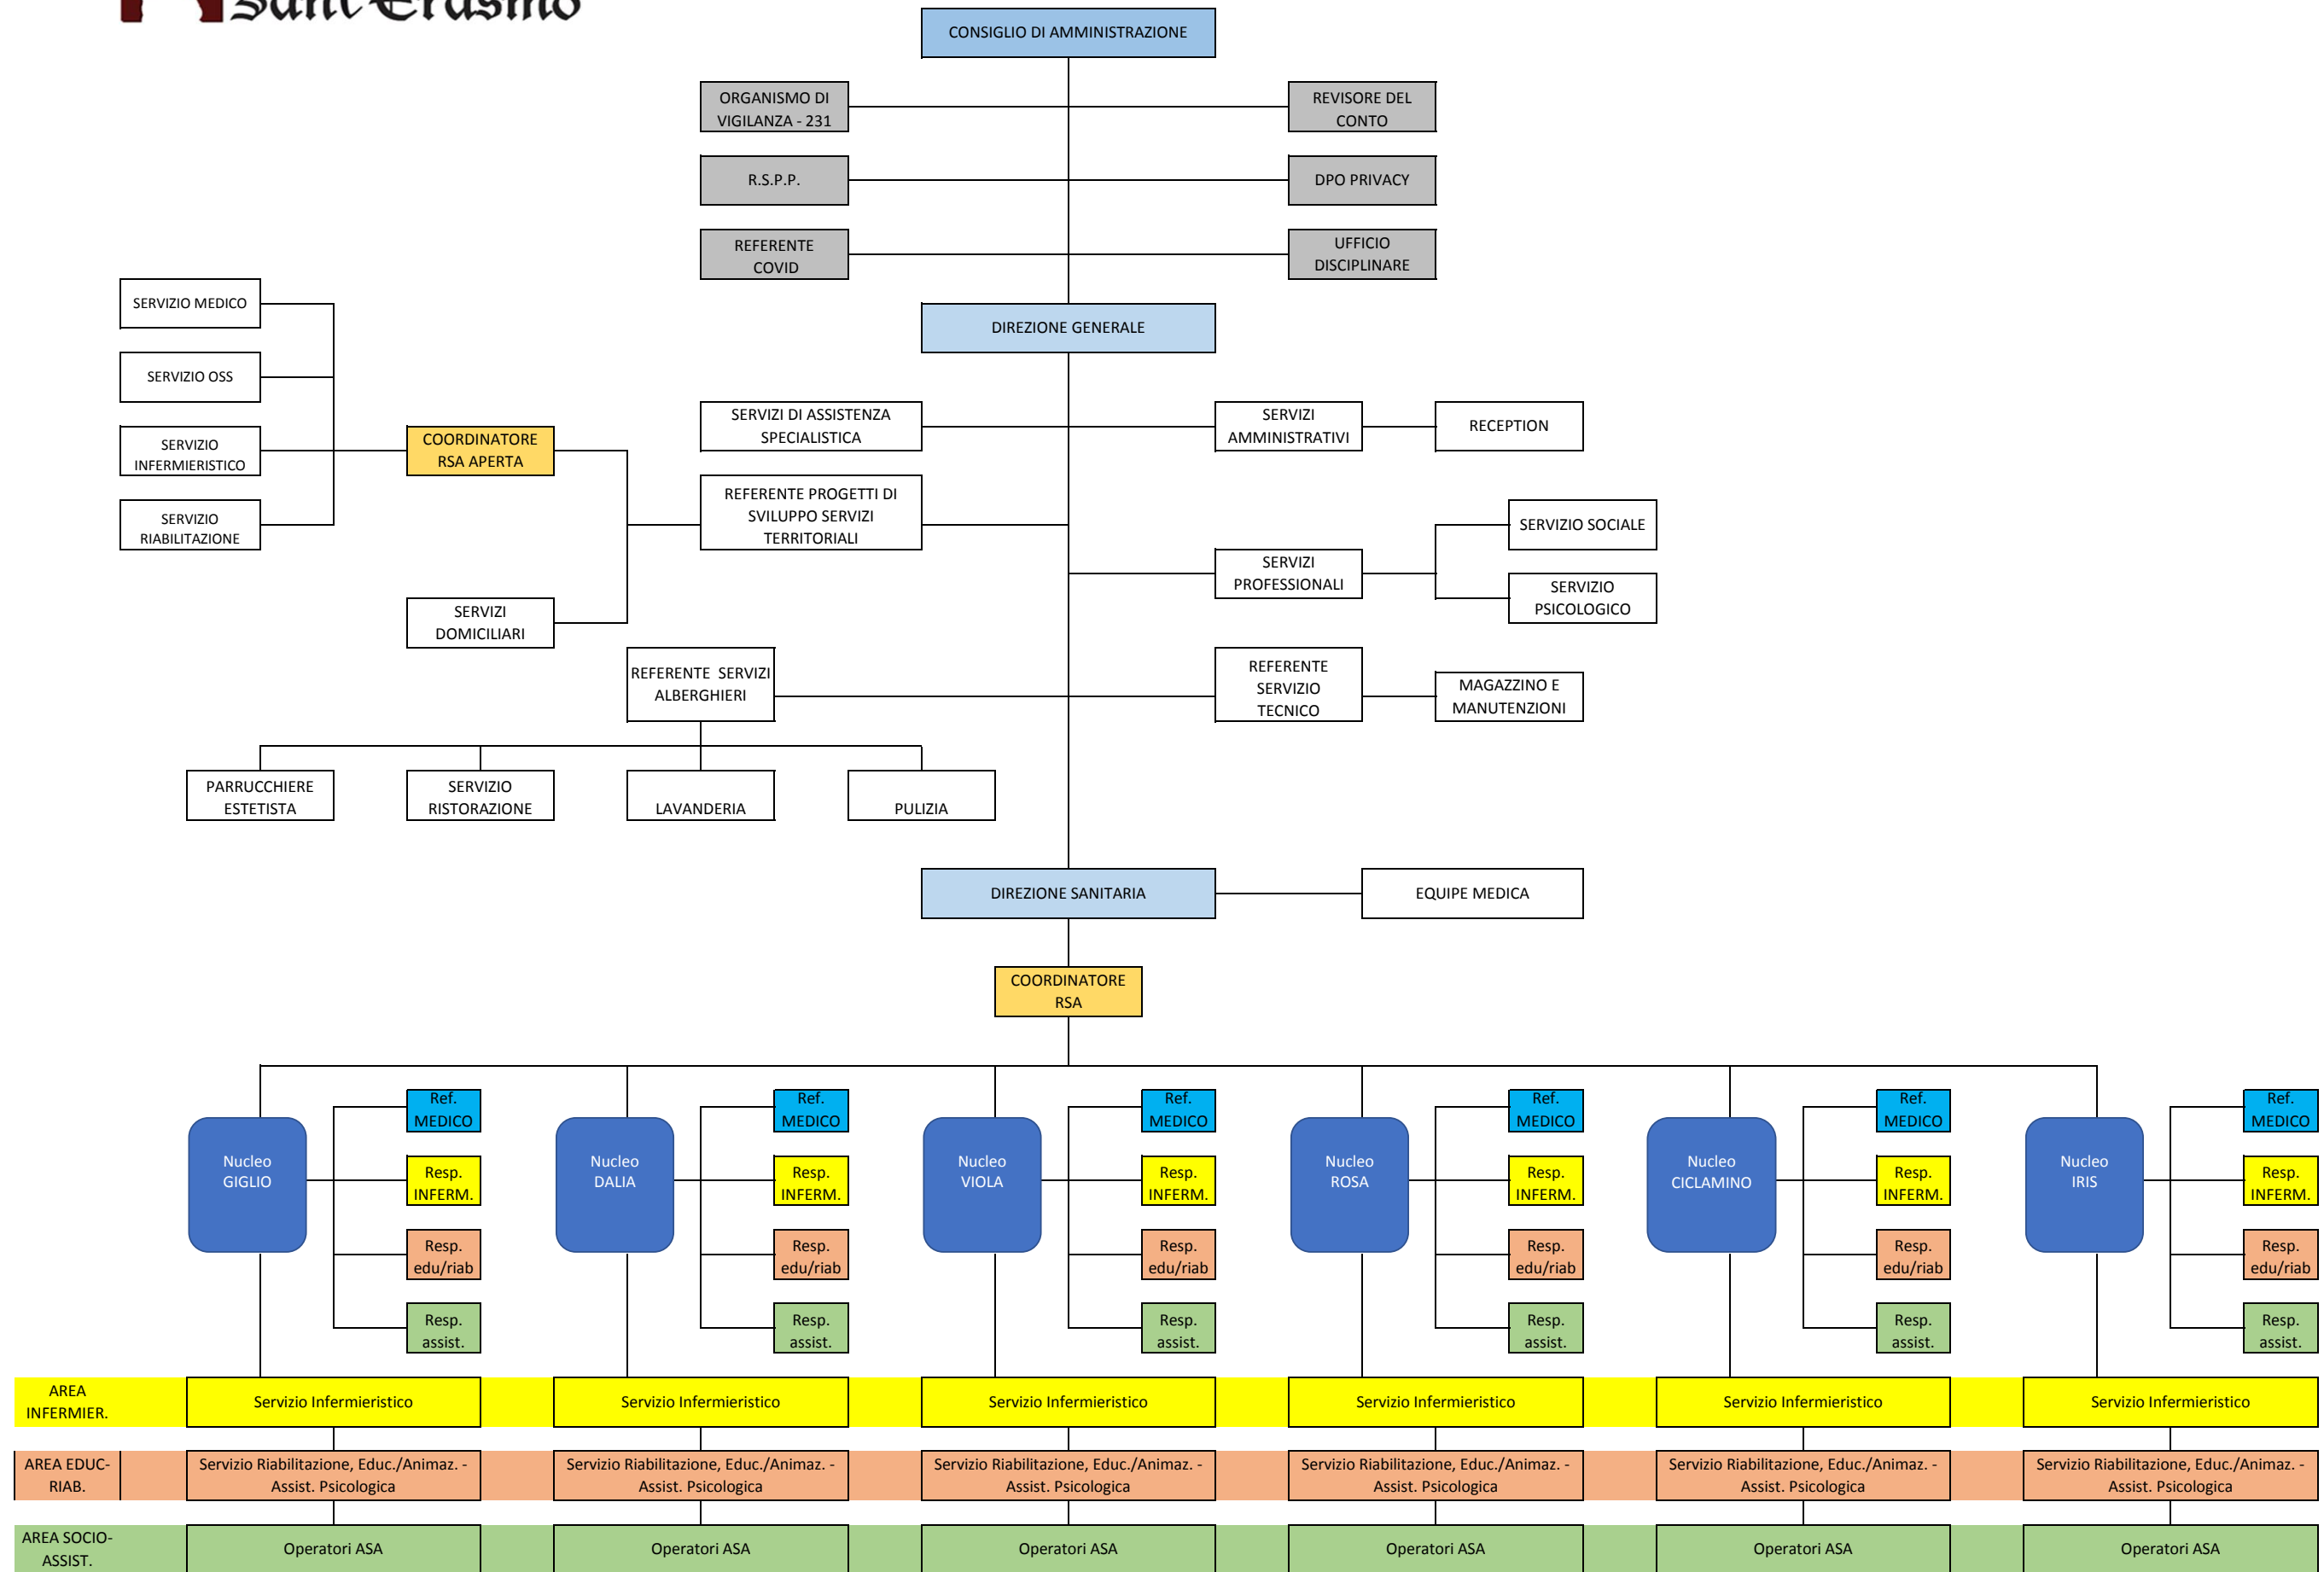 Sant'Erasmo
CONSIGLIO DI AMMINISTRAZIONE
ORGANISMO DI
VIGILANZA - 231
REVISORE DEL
CONTO
R.S.P.P.
DPO PRIVACY
REFERENTE
COVID
UFFICIO
DISCIPLINARE
SERVIZIO MEDICO
DIREZIONE GENERALE
SERVIZIO OSS
SERVIZI DI ASSISTENZA
SPECIALISTICA
SERVIZI
AMMINISTRATIVI
RECEPTION
SERVIZIO
INFERMIERISTICO
COORDINATORE
RSA APERTA
REFERENTE PROGETTI DI
SVILUPPO SERVIZI
TERRITORIALI
SERVIZIO
RIABILITAZIONE
SERVIZIO SOCIALE
SERVIZI
PROFESSIONALI
SERVIZIO
PSICOLOGICO
SERVIZI
DOMICILIARI
REFERENTE SERVIZI
ALBERGHIERI
REFERENTE
SERVIZIO
TECNICO
MAGAZZINO E
MANUTENZIONI
PARRUCCHIERE
ESTETISTA
SERVIZIO
RISTORAZIONE
LAVANDERIA
PULIZIA
DIREZIONE SANITARIA
EQUIPE MEDICA
COORDINATORE
RSA
Nucleo
GIGLIO
Ref.
MEDICO
Resp.
INFERM.
Resp.
edu/riab
Resp.
assist.
Nucleo
DALIA
Ref.
MEDICO
Resp.
INFERM.
Resp.
edu/riab
Resp.
assist.
Nucleo
VIOLA
Ref.
MEDICO
Resp.
INFERM.
Resp.
edu/riab
Resp.
assist.
Nucleo
ROSA
Ref.
MEDICO
Resp.
INFERM.
Resp.
edu/riab
Resp.
assist.
Nucleo
CICLAMINO
Ref.
MEDICO
Resp.
INFERM.
Resp.
edu/riab
Resp.
assist.
Nucleo
IRIS
Ref.
MEDICO
Resp.
INFERM.
Resp.
edu/riab
Resp.
assist.
AREA
INFERMIER.
Servizio Infermieristico
Servizio Infermieristico
Servizio Infermieristico
Servizio Infermieristico
Servizio Infermieristico
Servizio Infermieristico
AREA EDUC-
RIAB.
Servizio Riabilitazione, Educ./Animaz. -
Assist. Psicologica
Servizio Riabilitazione, Educ./Animaz. -
Assist. Psicologica
Servizio Riabilitazione, Educ./Animaz. -
Assist. Psicologica
Servizio Riabilitazione, Educ./Animaz. -
Assist. Psicologica
Servizio Riabilitazione, Educ./Animaz. -
Assist. Psicologica
Servizio Riabilitazione, Educ./Animaz. -
Assist. Psicologica
AREA SOCIO-
ASSIST.
Operatori ASA
Operatori ASA
Operatori ASA
Operatori ASA
Operatori ASA
Operatori ASA